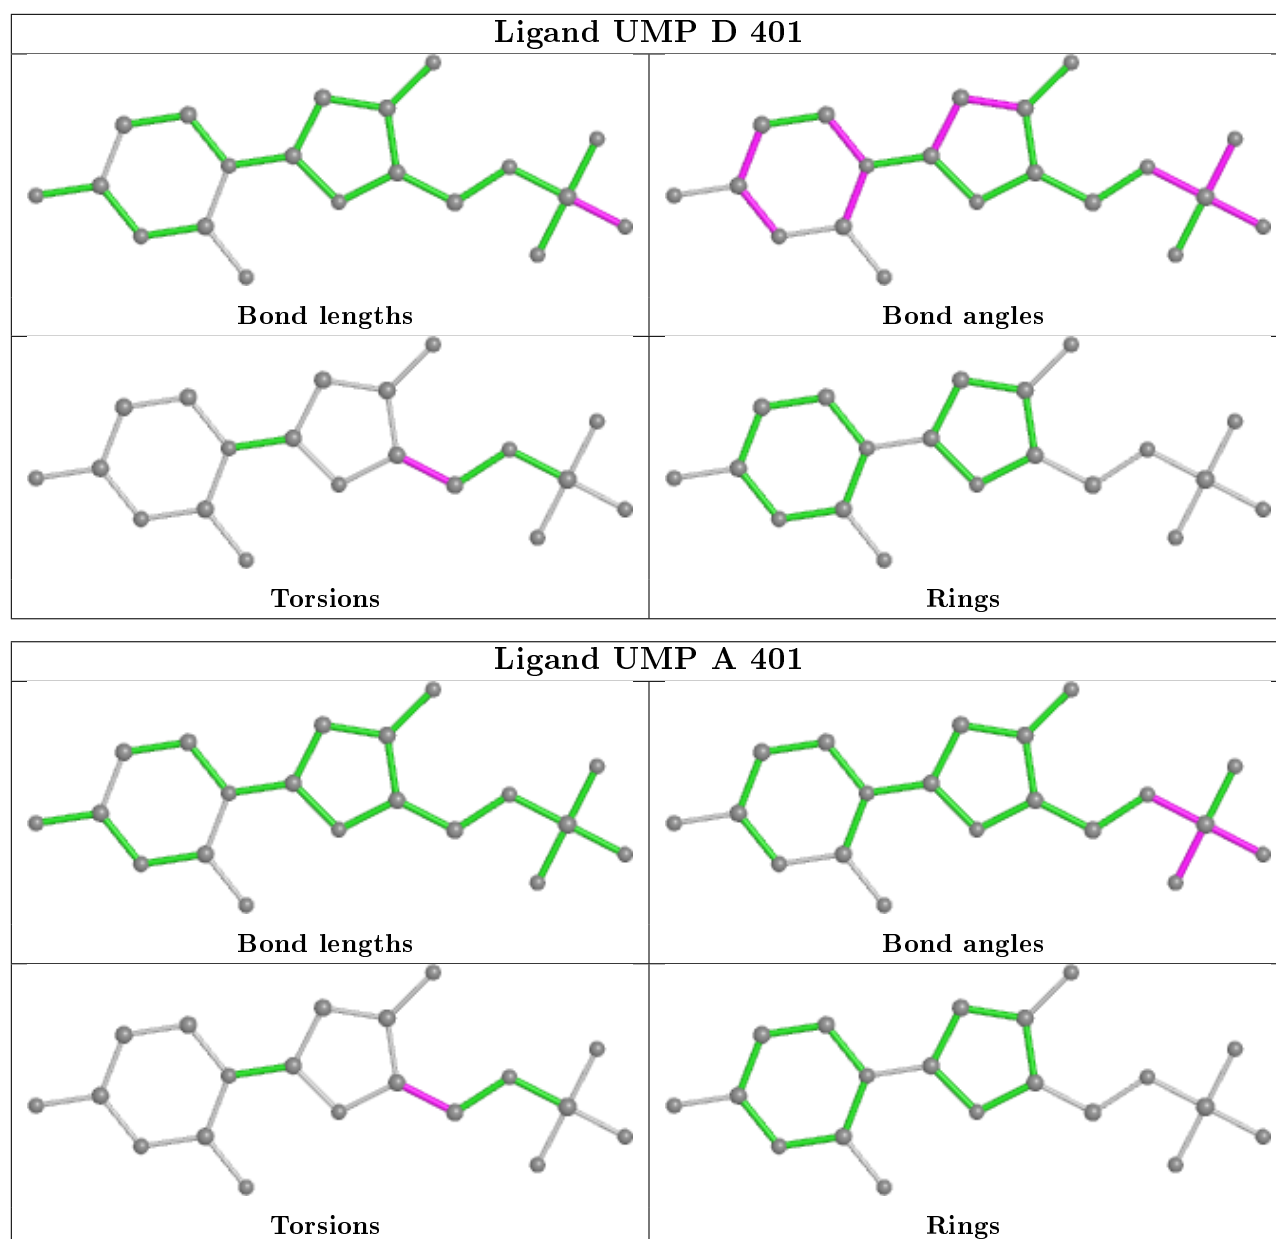 Ligand UMP D 401
Bond lengths
Bond angles
Torsions
Rings
Ligand UMP A 401
Bond lengths
Bond angles
Torsions
Rings